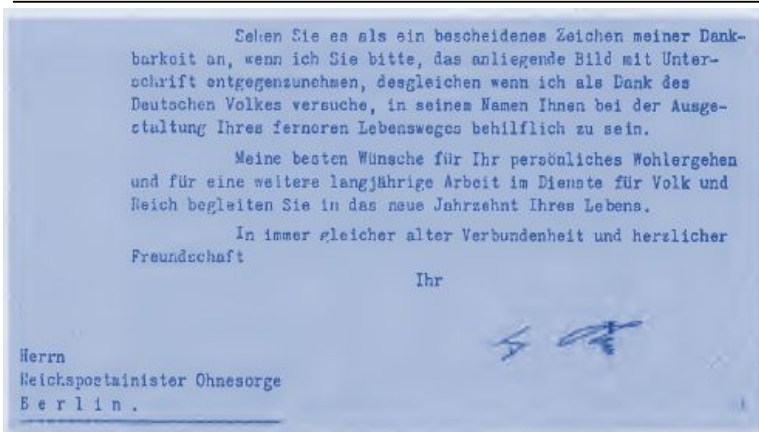 Sehen Sie es als ein bescheidenes Zeichen meiner Dank-
barkeit an, wenn ich Sie bitte, das anliegende Bild mit Unter-
schrift entgegenzunehmen, desgleichen wenn ich als Dank des
Deutschen Volkes versuche, in seinem Namen Ihnen bei der Ausge-
staltung Ihres ferneren Lebensweges behilflich zu sein.
Meine besten Wünsche für Ihr persönliches Wohlergehen
und für eine weitere langjährige Arbeit im Dienste für Volk und
Reich begleiten Sie in das neue Jahrzehnt Ihres Lebens.
In immer gleicher alter Verbundenheit und herzlicher
Freundschaft
Ihr
Herrn
Reichspostminister Ohnesorge
Berlin.